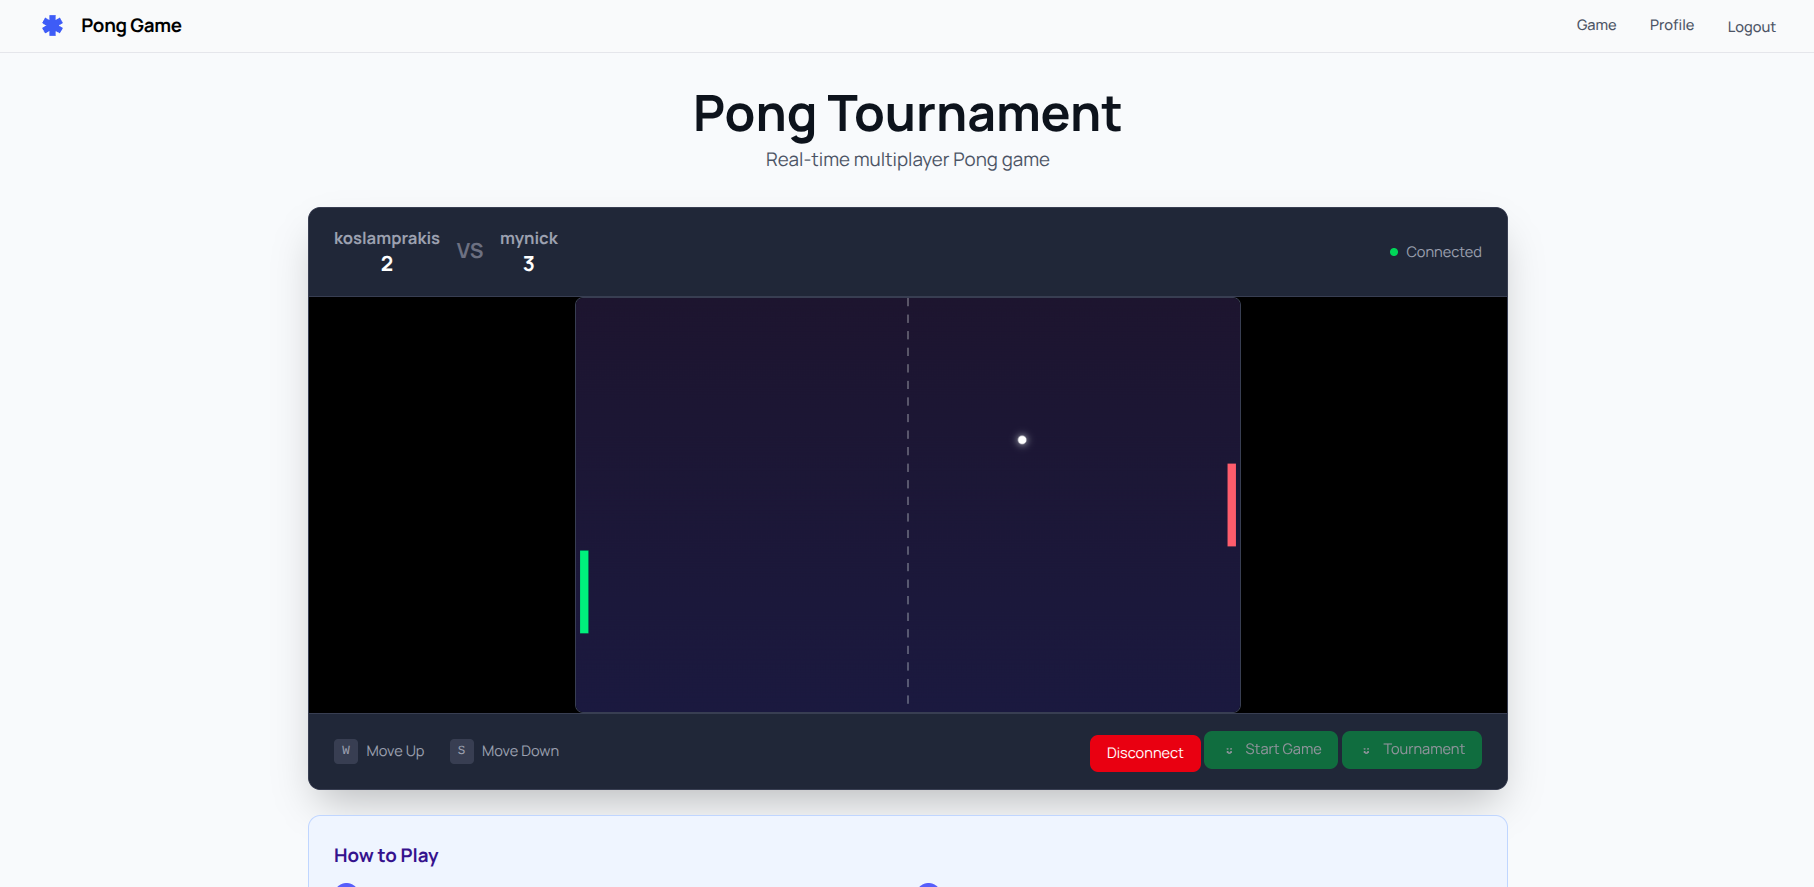 Pong Game
Game Profile Logout
Pong Tournament
Real-time multiplayer Pong game
koslamprakis VS mynick
2 3
Connected
W Move Up S Move Down
Disconnect Start Game Tournament
How to Play